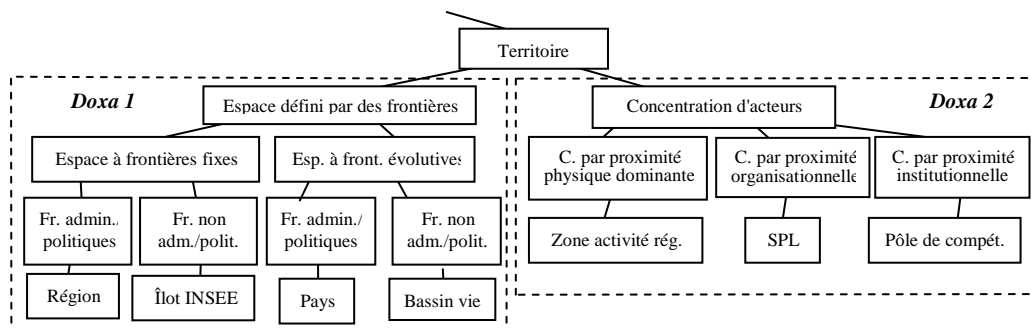 Territoire
Doxa 1
Espace défini par des frontières
Concentration d'acteurs
Doxa 2
Espace à frontières fixes
Esp. à front. évolutives
C. par proximité
physique dominante
C. par proximité
organisationnelle
C. par proximité
institutionnelle
Fr. admin./
politiques
Fr. non
adm./polit.
Fr. admin./
politiques
Fr. non
adm./polit.
Zone activité rég.
SPL
Pôle de compét.
Région
Îlot INSEE
Pays
Bassin vie